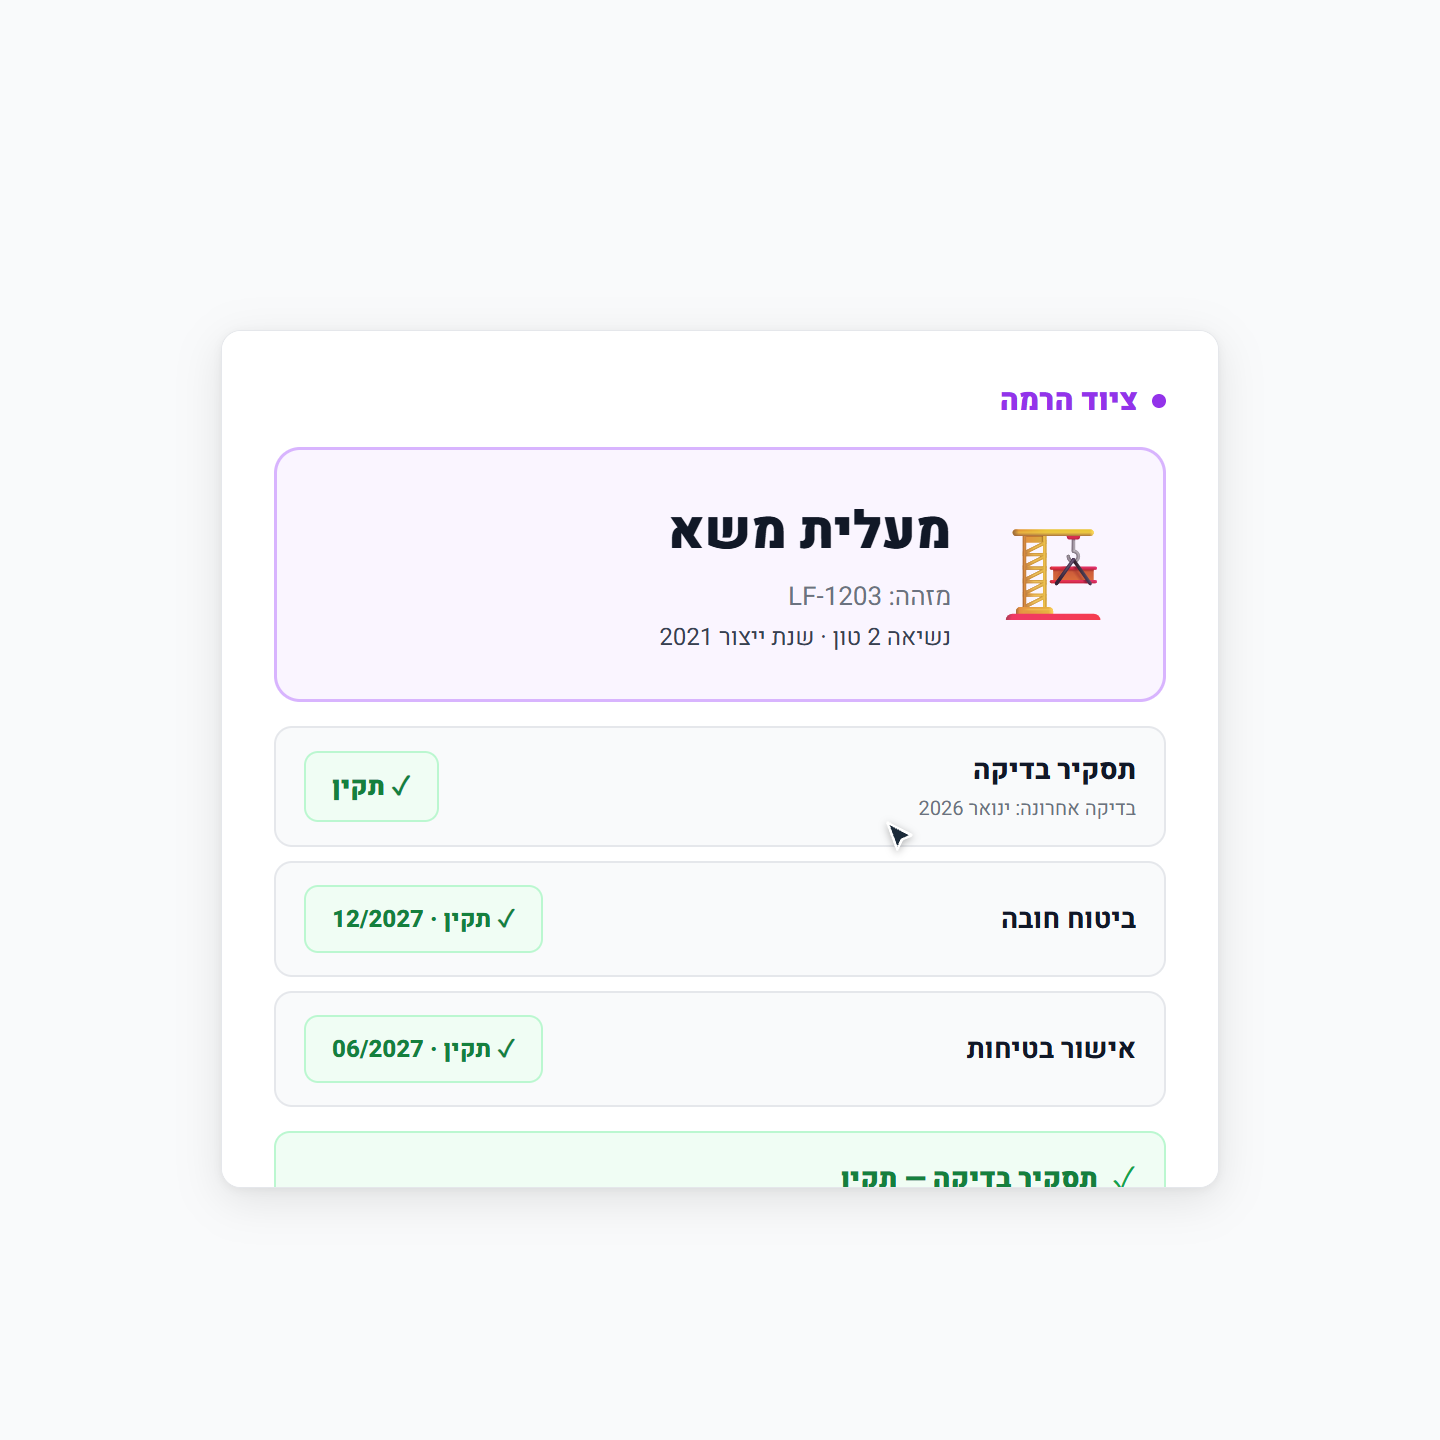 ציוד הרמה
מעלית משא
מזהה: LF-1203
נשיאה 2 טון · שנת ייצור 2021
תסקיר בדיקה
בדיקה אחרונה: ינואר 2026
✓ תקין
ביטוח חובה
✓ תקין · 12/2027
אישור בטיחות
✓ תקין · 06/2027
✓ תסקיר בדיקה – תקין